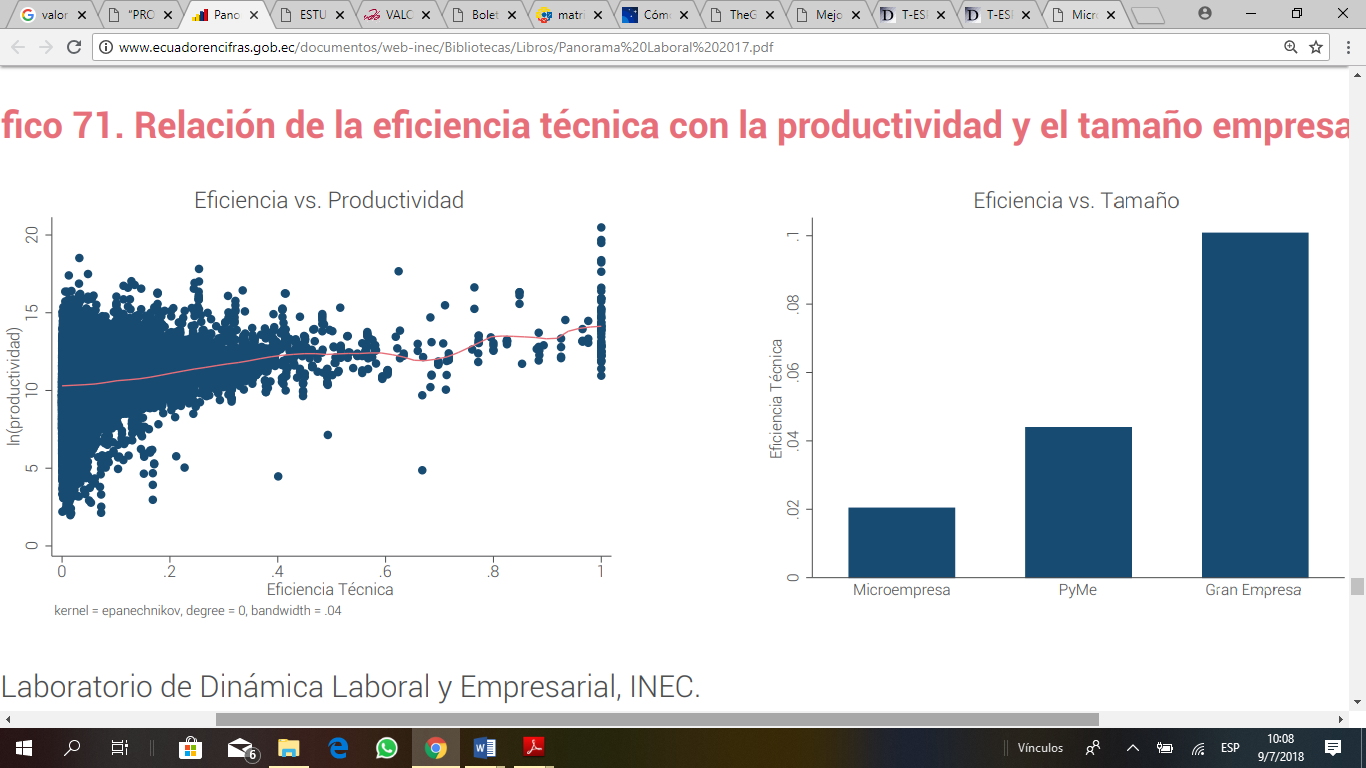 valor
"PRO
Pano
ESTU
VALC
Bolet
matri
Cómi
TheG
Mejo
T-ESI
T-ESI
Micro
www.ecuadorencifras.gob.ec/documentos/web-inec/Bibliotecas/Libros/Panorama%20Laboral%202017.pdf
fico 71. Relación de la eficiencia técnica con la productividad y el tamaño empresa
Eficiencia vs. Productividad
ln(productividad)
20
15
10
5
0
0 .2 .4 .6 .8 1
Eficiencia Técnica
kernel = epanechnikov, degree = 0, bandwidth = .04
Eficiencia vs. Tamaño
Eficiencia Técnica
.1
.08
.06
.04
.02
0
Microempresa PyMe Gran Empresa
Laboratorio de Dinámica Laboral y Empresarial, INEC.
6
Vínculos
ESP
10:08
9/7/2018